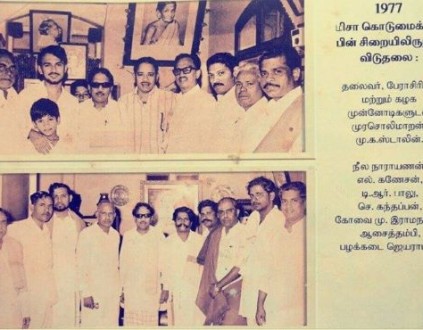 1977
மிசா கொடுமைக்
பின் சிறையிலிரு
விடுதலை :
தலைவர், பேராசிரி
மற்றும் கழக
முன்னோடிகளுட
முரசொலிமாறன்
மு.க.ஸ்டாலின்.
நீல நாராயணன்
எல். கணேசன்,
டி.ஆர். பாலு,
செ. கந்தப்பன்,
கோவை மு. இராமநா
ஆசைத்தம்பி,
பழக்கடை ஜெயரா